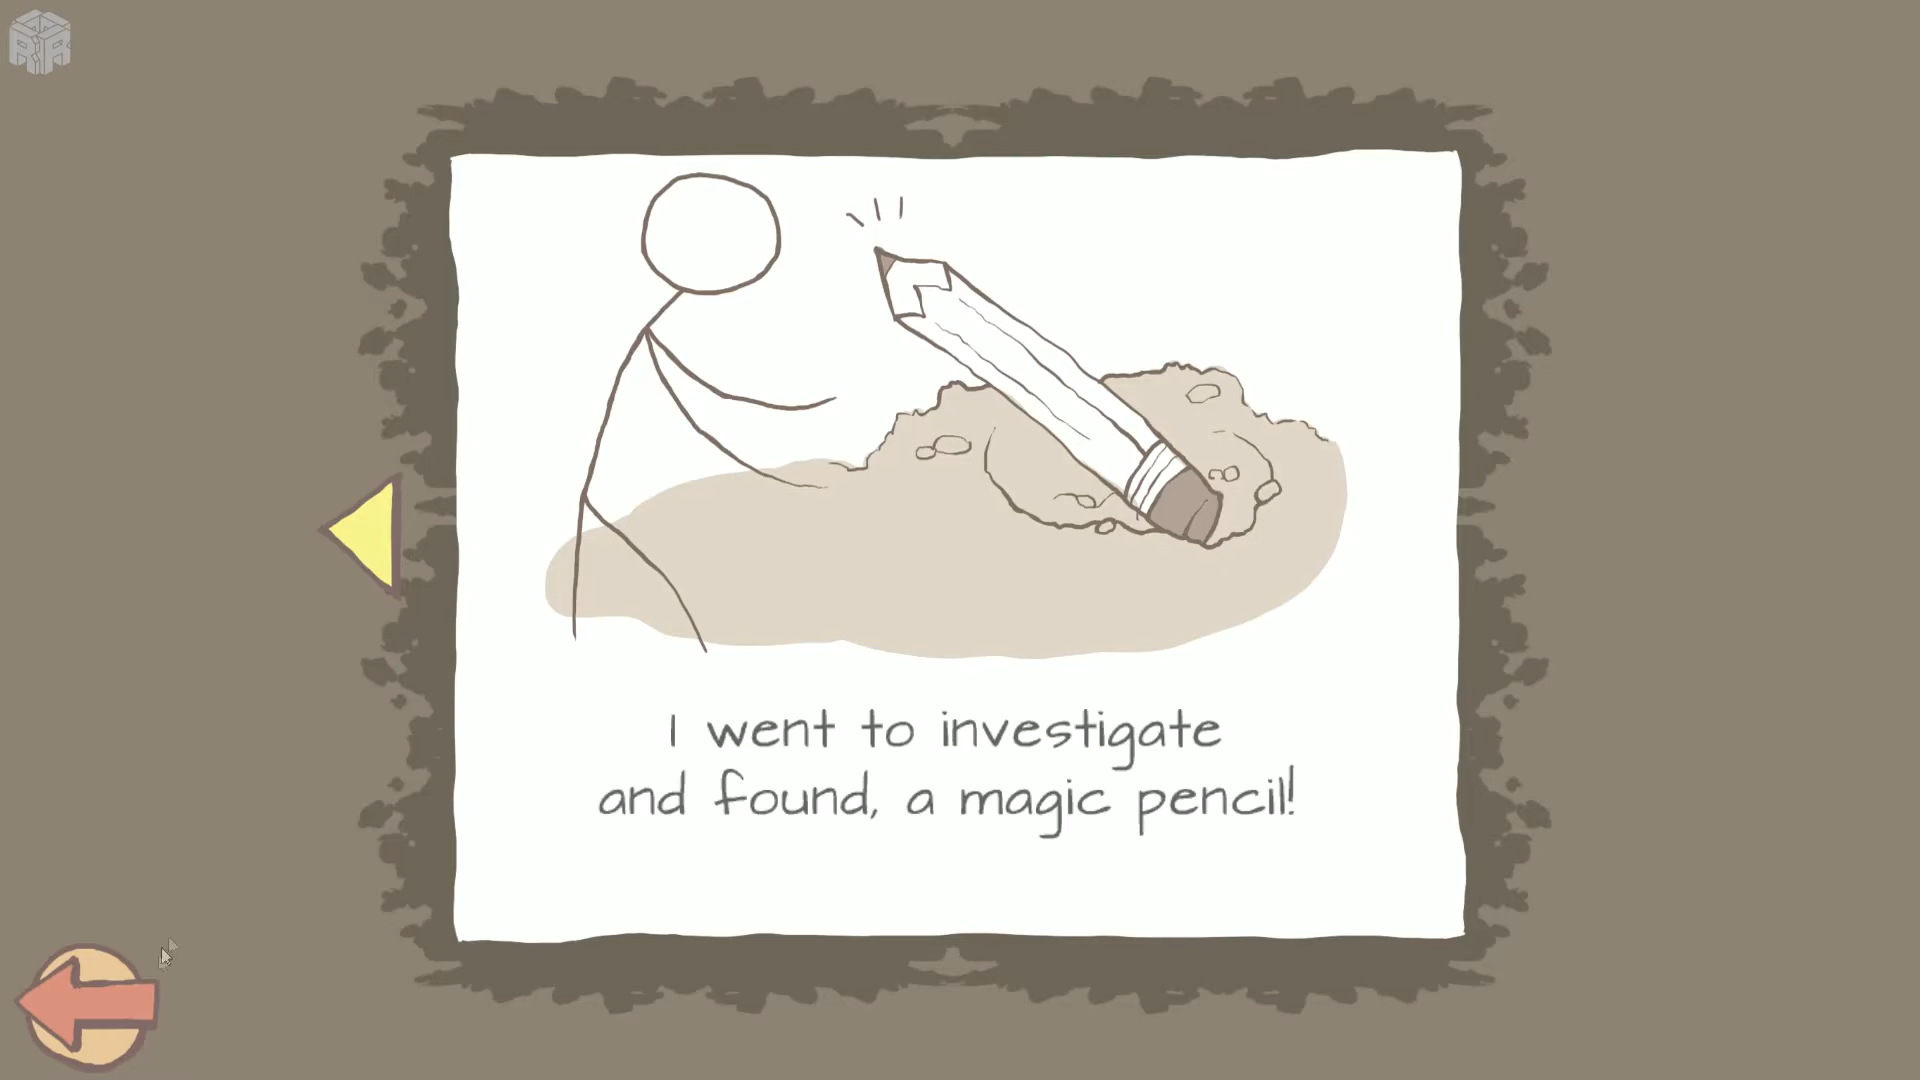 I went to investigate
and found, a magic pencil!